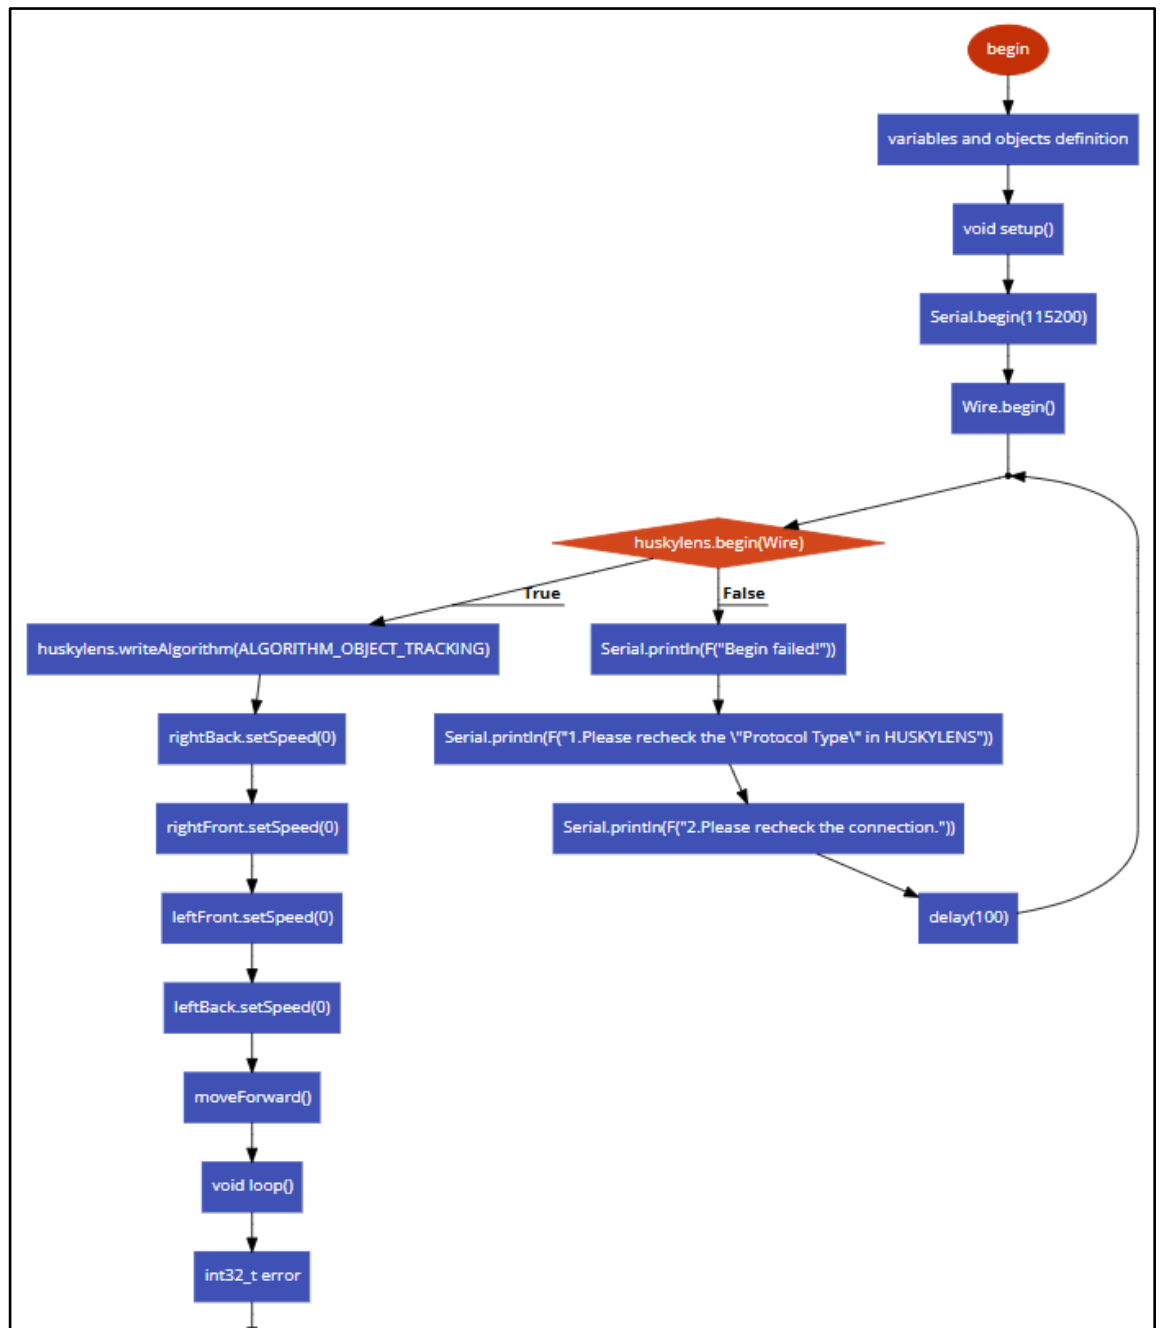 begin
variables and objects definition
void setup()
Serial.begin(115200)
Wire.begin()
huskylens.begin(Wire)
True
False
huskylens.writeAlgorithm(ALGORITHM_OBJECT_TRACKING)
Serial.println(F("Begin failed!"))
rightBack.setSpeed(0)
Serial.println(F("1.Please recheck the \"Protocol Type\" in HUSKYLENS"))
rightFront.setSpeed(0)
Serial.println(F("2.Please recheck the connection."))
leftFront.setSpeed(0)
delay(100)
leftBack.setSpeed(0)
moveForward()
void loop()
int32_t error